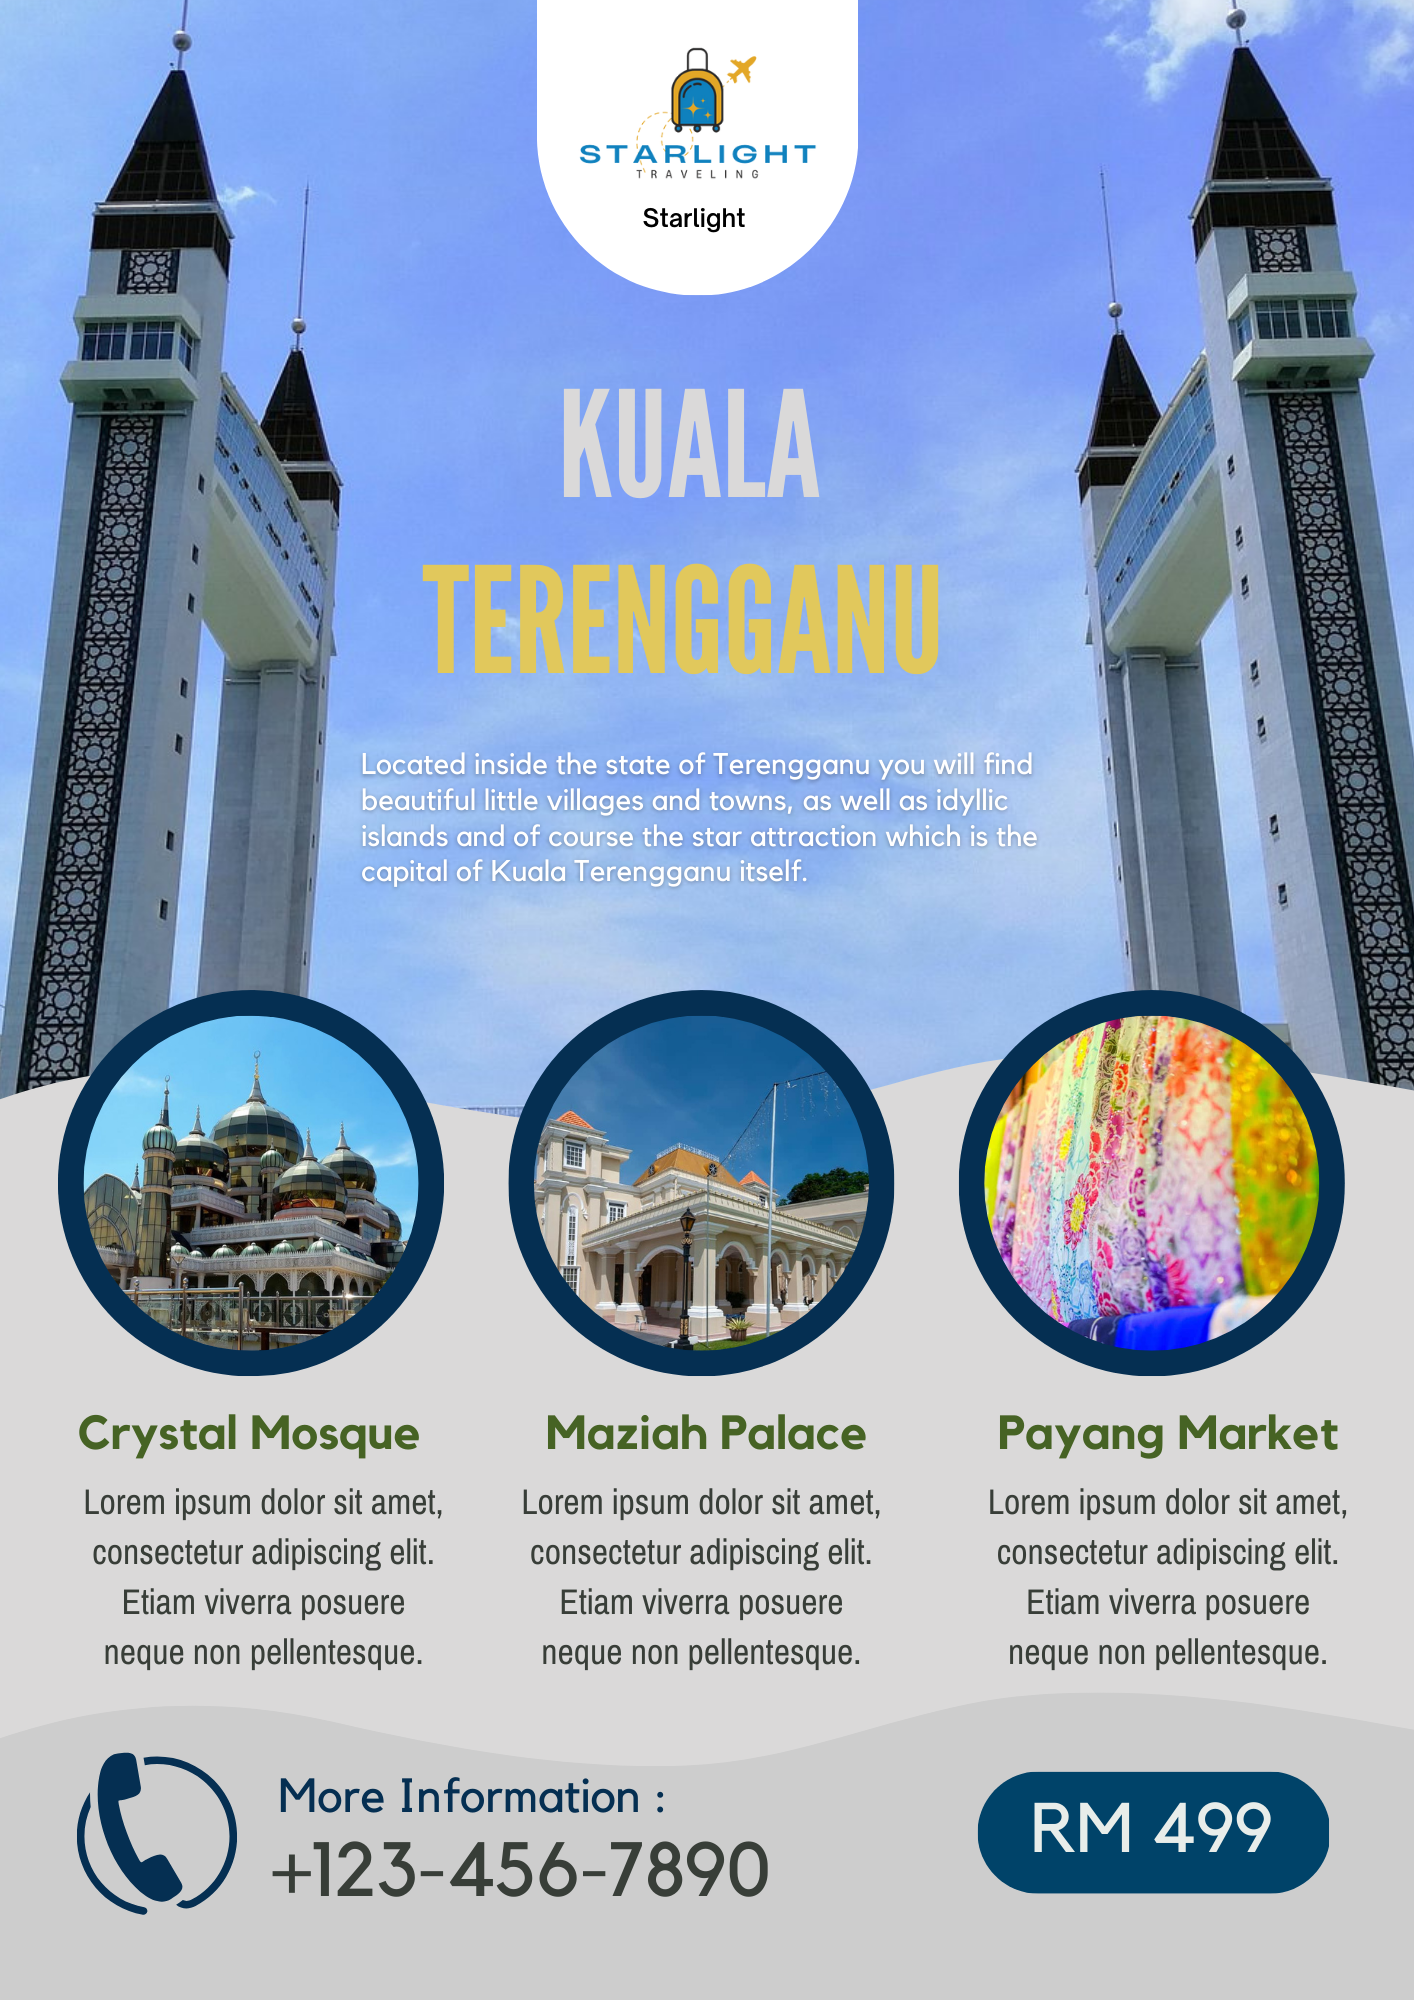 STARLIGHT
TRAVELING
Starlight
KUALA
TERENGGANU
Located inside the state of Terengganu you will find
beautiful little villages and towns, as well as idyllic
islands and of course the star attraction which is the
capital of Kuala Terengganu itself.
Crystal Mosque
Lorem ipsum dolor sit amet,
consectetur adipiscing elit.
Etiam viverra posuere
neque non pellentesque.
Maziah Palace
Lorem ipsum dolor sit amet,
consectetur adipiscing elit.
Etiam viverra posuere
neque non pellentesque.
Payang Market
Lorem ipsum dolor sit amet,
consectetur adipiscing elit.
Etiam viverra posuere
neque non pellentesque.
More Information :
+123-456-7890
RM 499